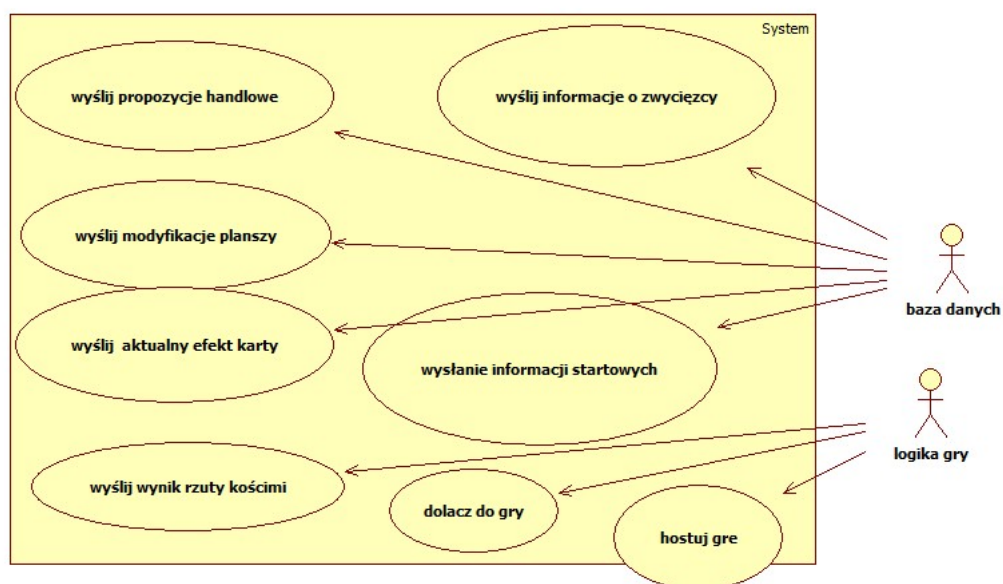 System
wyślij propozycje handlowe
wyślij informacje o zwycięzcy
wyślij modyfikacje planszy
baza danych
wyślij  aktualny efekt karty
wysłanie informacji startowych
logika gry
wyślij wynik rzuty kośćimi
dolacz do gry
hostuj gre